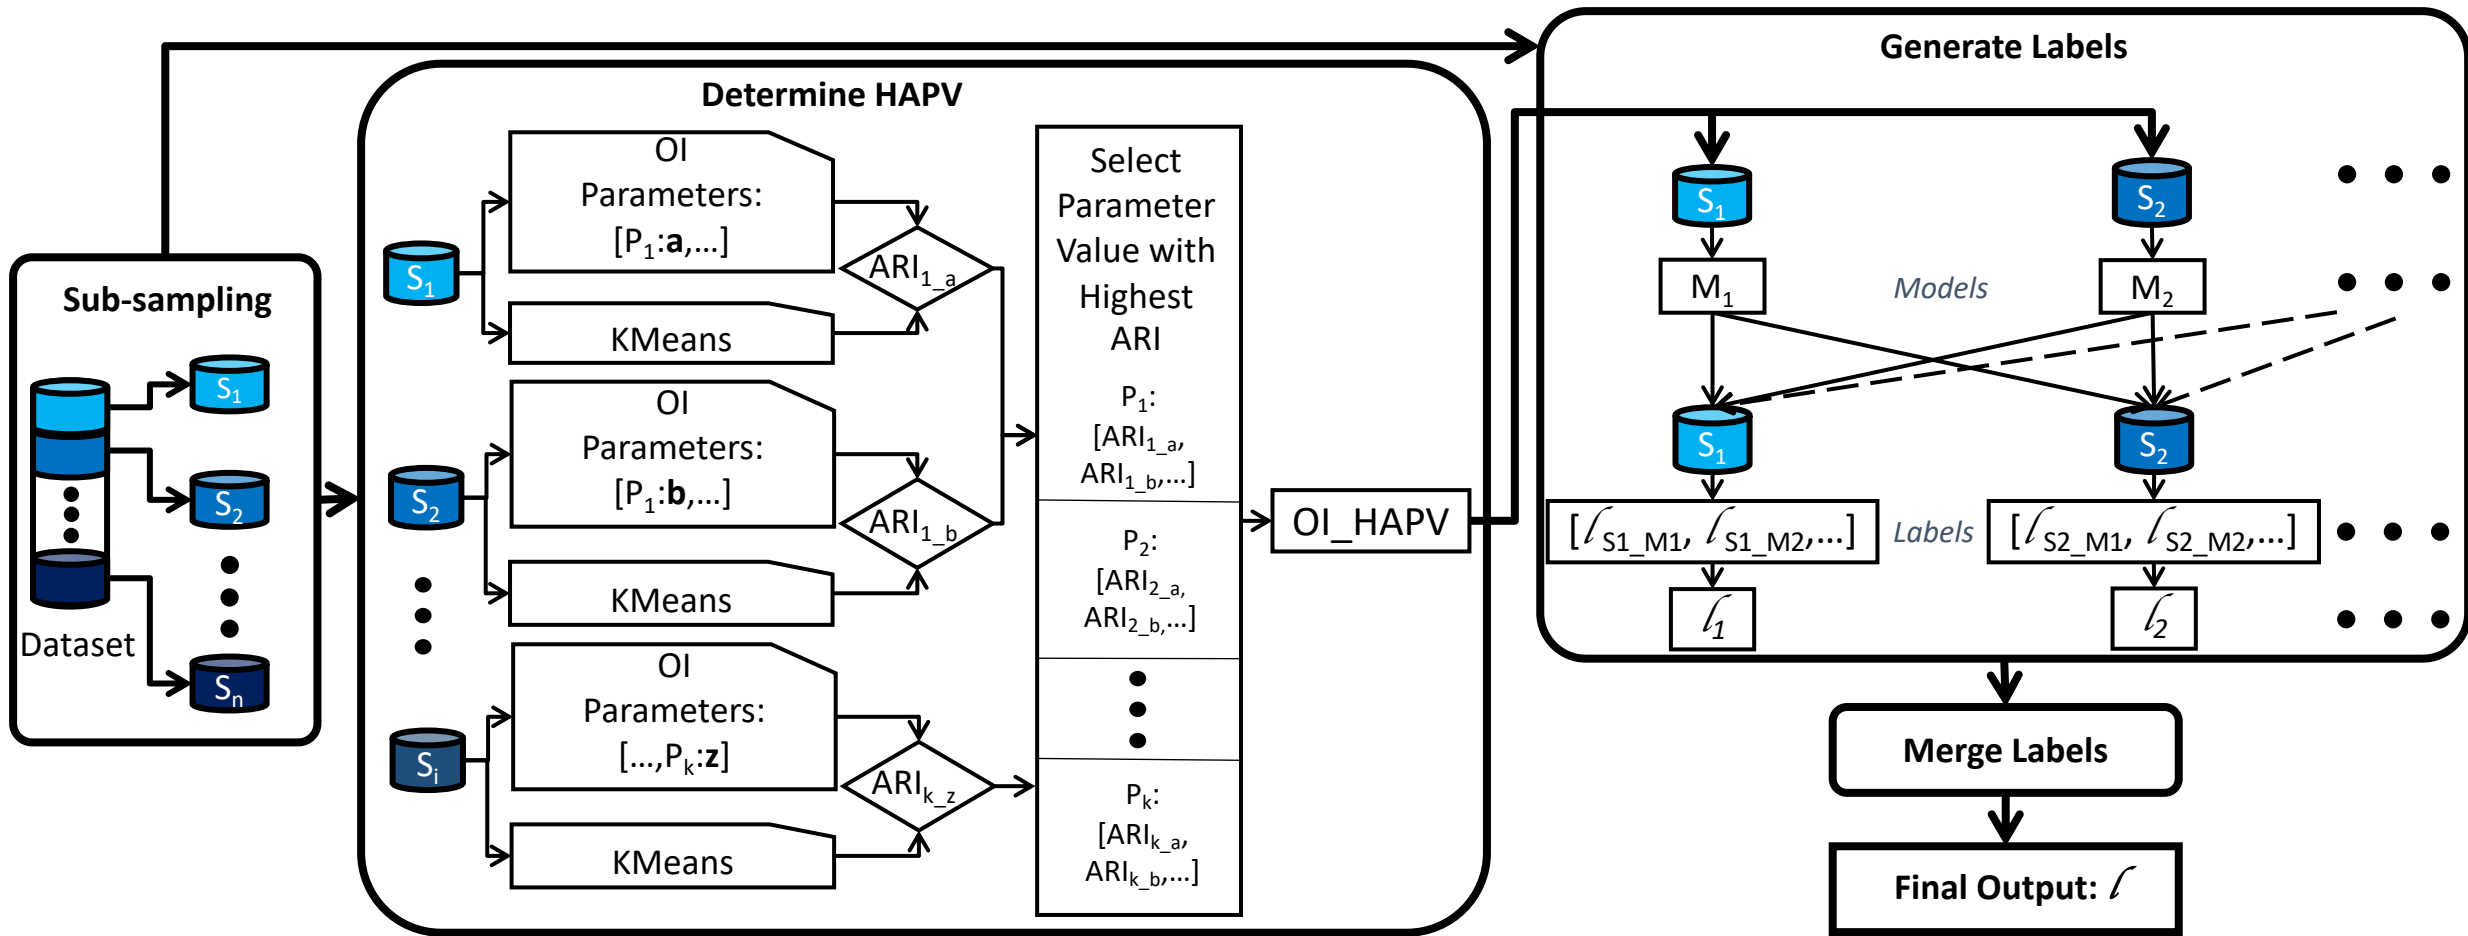 Sub-sampling
S1
S2
Sn
Dataset
Determine HAPV
S1
OI
Parameters:
[P1:a,...]
KMeans
ARI1_a
S2
OI
Parameters:
[P1:b,...]
KMeans
ARI1_b
Si
OI
Parameters:
[...,Pk:z]
KMeans
ARIk_z
Select
Parameter
Value with
Highest
ARI
P1:
[ARI1_a,
ARI1_b,...]
P2:
[ARI2_a,
ARI2_b,...]
Pk:
[ARIk_a,
ARIk_b,...]
OI_HAPV
Generate Labels
S1
S2
M1
Models
M2
S1
S2
[lS1_M1, lS1_M2,...]
Labels
[lS2_M1, lS2_M2,...]
l1
l2
Merge Labels
Final Output: l